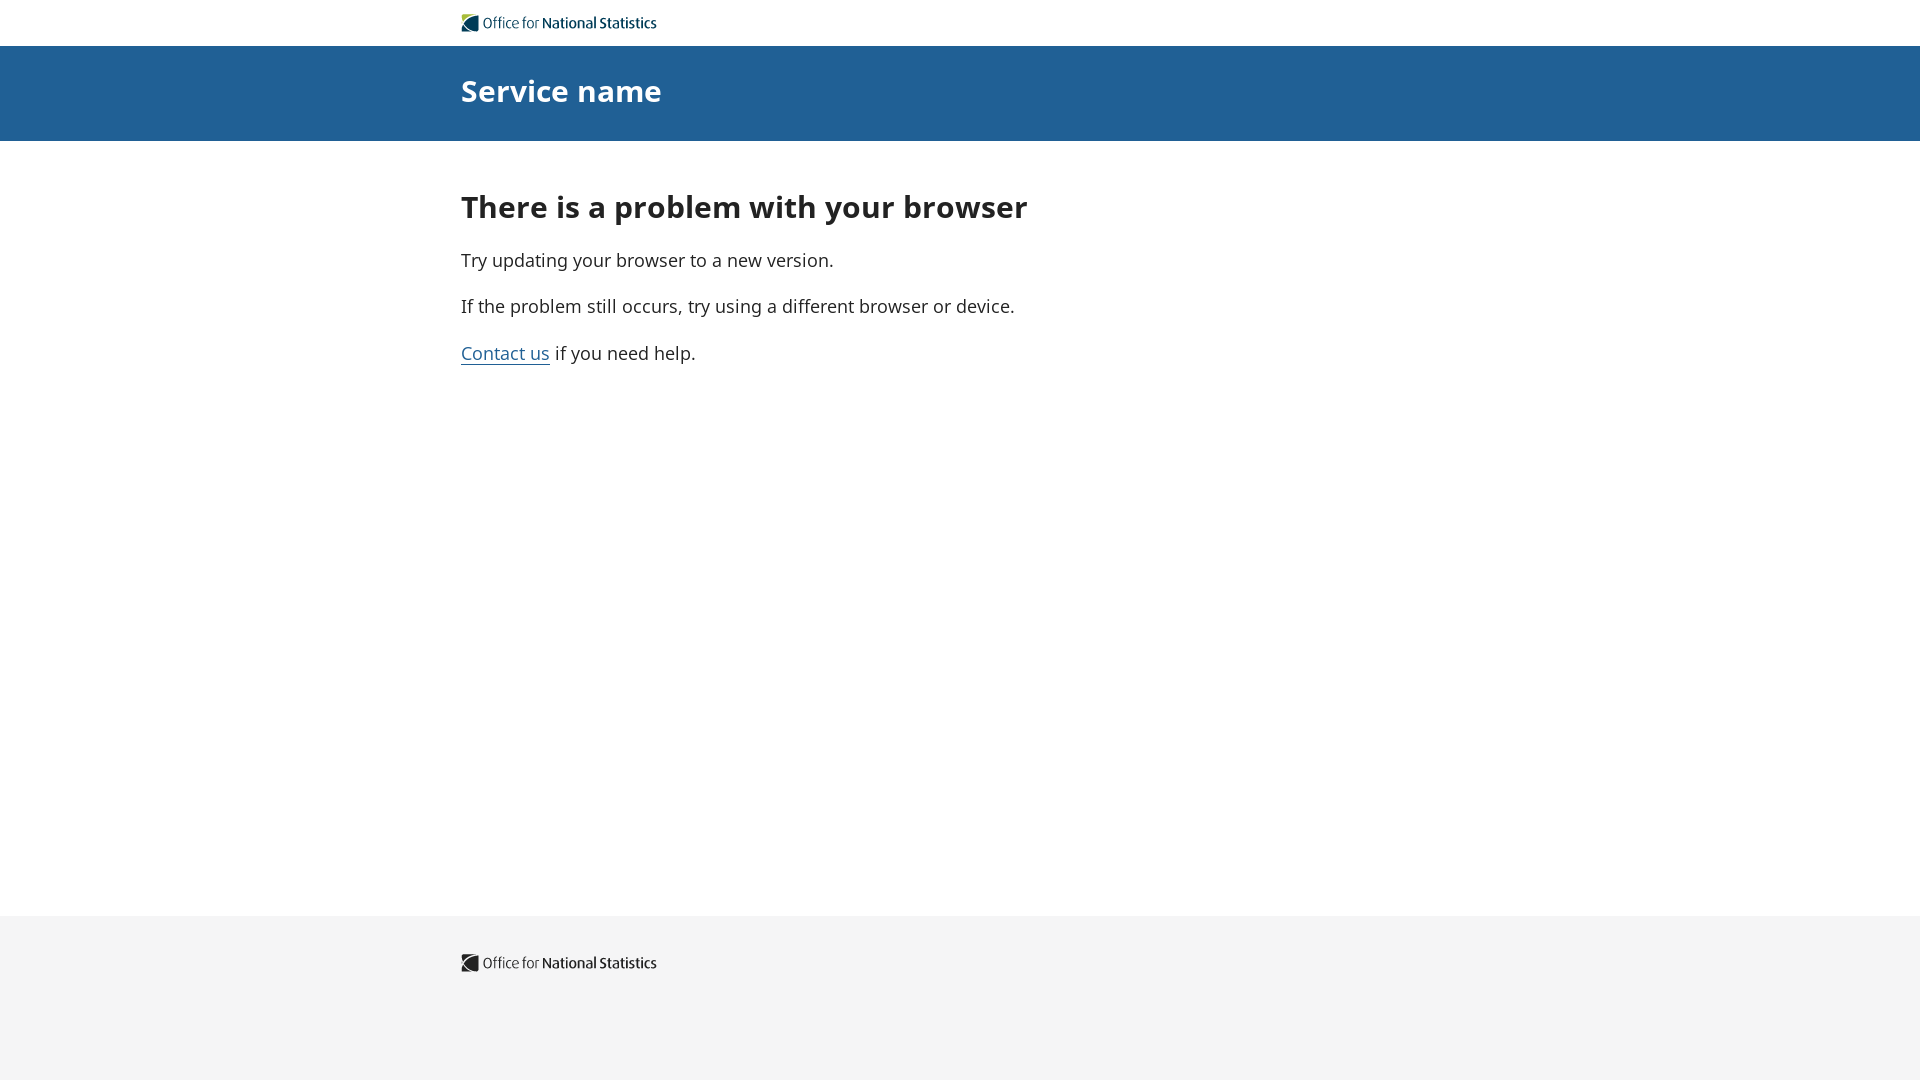 Office for National Statistics
Service name
There is a problem with your browser
Try updating your browser to a new version.
If the problem still occurs, try using a different browser or device.
Contact us if you need help.
Office for National Statistics